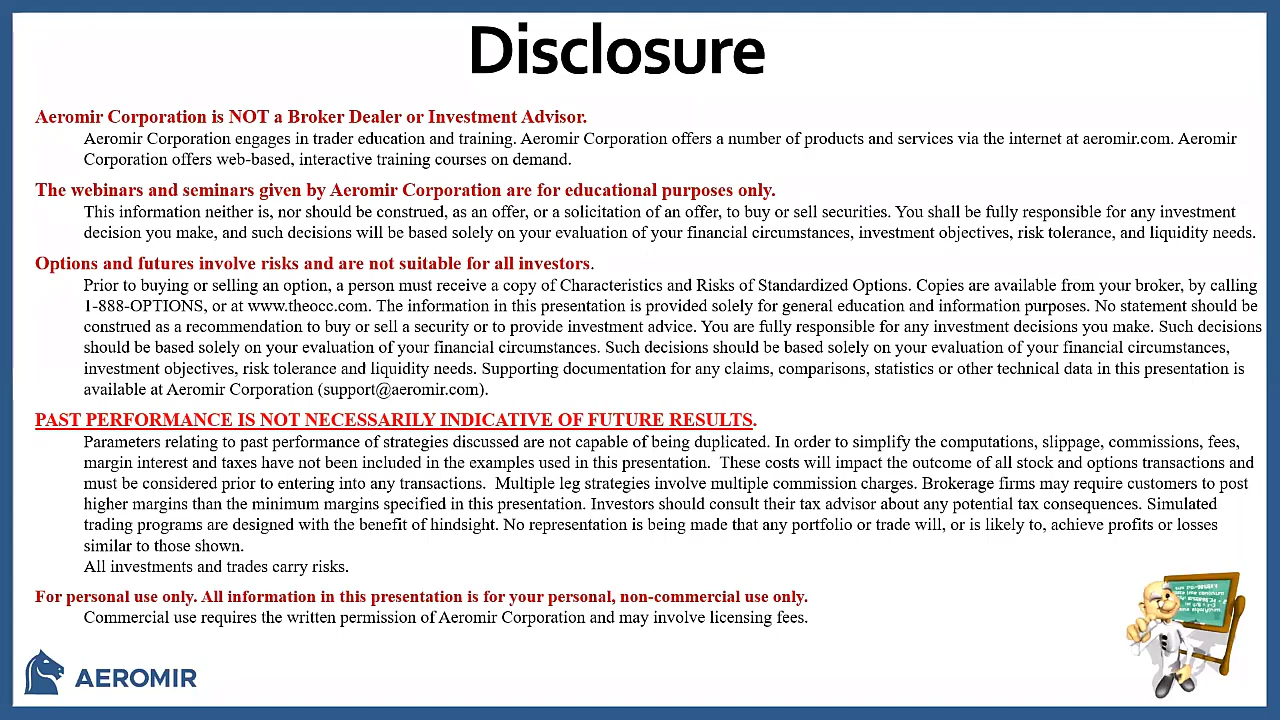 Disclosure
Aeromir Corporation is NOT a Broker Dealer or Investment Advisor.
Aeromir Corporation engages in trader education and training. Aeromir Corporation offers a number of products and services via the internet at aeromir.com. Aeromir
Corporation offers web-based, interactive training courses on demand.
The webinars and seminars given by Aeromir Corporation are for educational purposes only.
This information neither is, nor should be construed, as an offer, or a solicitation of an offer, to buy or sell securities. You shall be fully responsible for any investment
decision you make, and such decisions will be based solely on your evaluation of your financial circumstances, investment objectives, risk tolerance, and liquidity needs.
Options and futures involve risks and are not suitable for all investors.
Prior to buying or selling an option, a person must receive a copy of Characteristics and Risks of Standardized Options. Copies are available from your broker, by calling
1-888-OPTIONS, or at www.theocc.com. The information in this presentation is provided solely for general education and information purposes. No statement should be
construed as a recommendation to buy or sell a security or to provide investment advice. You are fully responsible for any investment decisions you make. Such decisions
should be based solely on your evaluation of your financial circumstances. Such decisions should be based solely on your evaluation of your financial circumstances,
investment objectives, risk tolerance and liquidity needs. Supporting documentation for any claims, comparisons, statistics or other technical data in this presentation is
available at Aeromir Corporation (support@aeromir.com).
PAST PERFORMANCE IS NOT NECESSARILY INDICATIVE OF FUTURE RESULTS.
Parameters relating to past performance of strategies discussed are not capable of being duplicated. In order to simplify the computations, slippage, commissions, fees,
margin interest and taxes have not been included in the examples used in this presentation.  These costs will impact the outcome of all stock and options transactions and
must be considered prior to entering into any transactions.  Multiple leg strategies involve multiple commission charges. Brokerage firms may require customers to post
higher margins than the minimum margins specified in this presentation. Investors should consult their tax advisor about any potential tax consequences. Simulated
trading programs are designed with the benefit of hindsight. No representation is being made that any portfolio or trade will, or is likely to, achieve profits or losses
similar to those shown.
All investments and trades carry risks.
For personal use only. All information in this presentation is for your personal, non-commercial use only.
Commercial use requires the written permission of Aeromir Corporation and may involve licensing fees.
AEROMIR